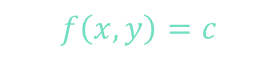 f(x, y) = c